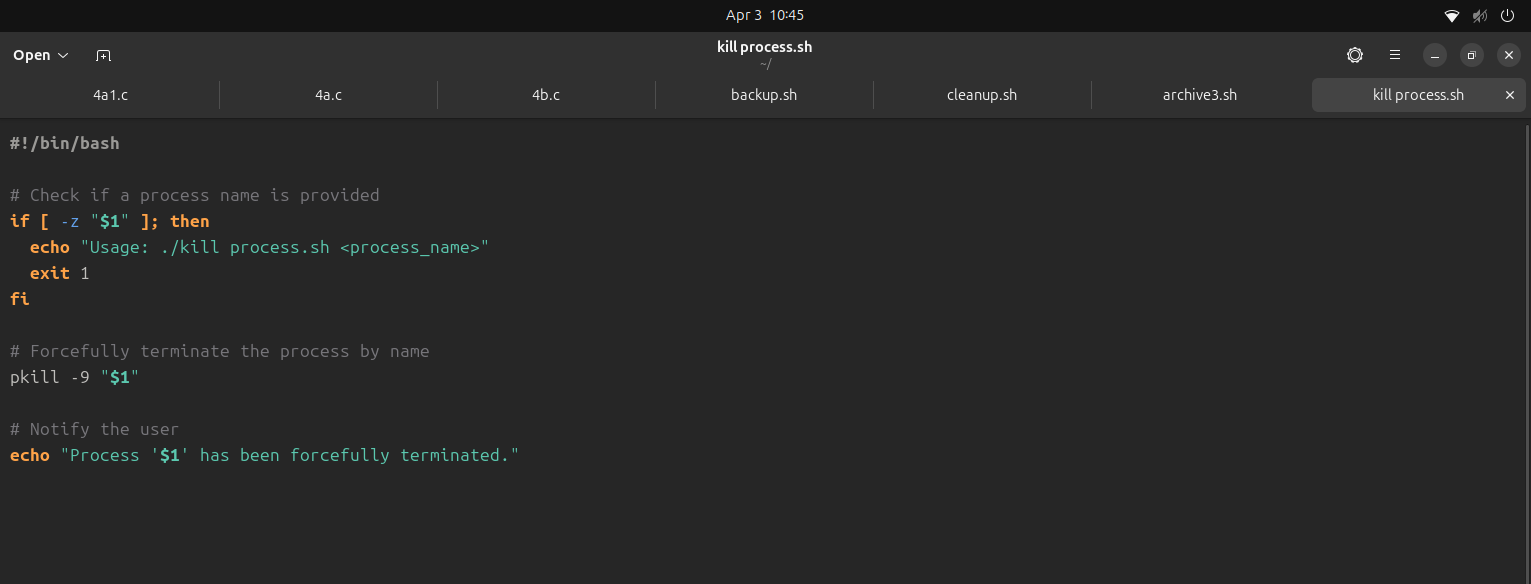 Apr 3 10:45
Open
kill process.sh
~/
4a1.c
4a.c
4b.c
backup.sh
cleanup.sh
archive3.sh
kill process.sh
#!/bin/bash
# Check if a process name is provided
if [ -z "$1" ]; then
  echo "Usage: ./kill process.sh <process_name>"
  exit 1
fi
# Forcefully terminate the process by name
pkill -9 "$1"
# Notify the user
echo "Process '$1' has been forcefully terminated."